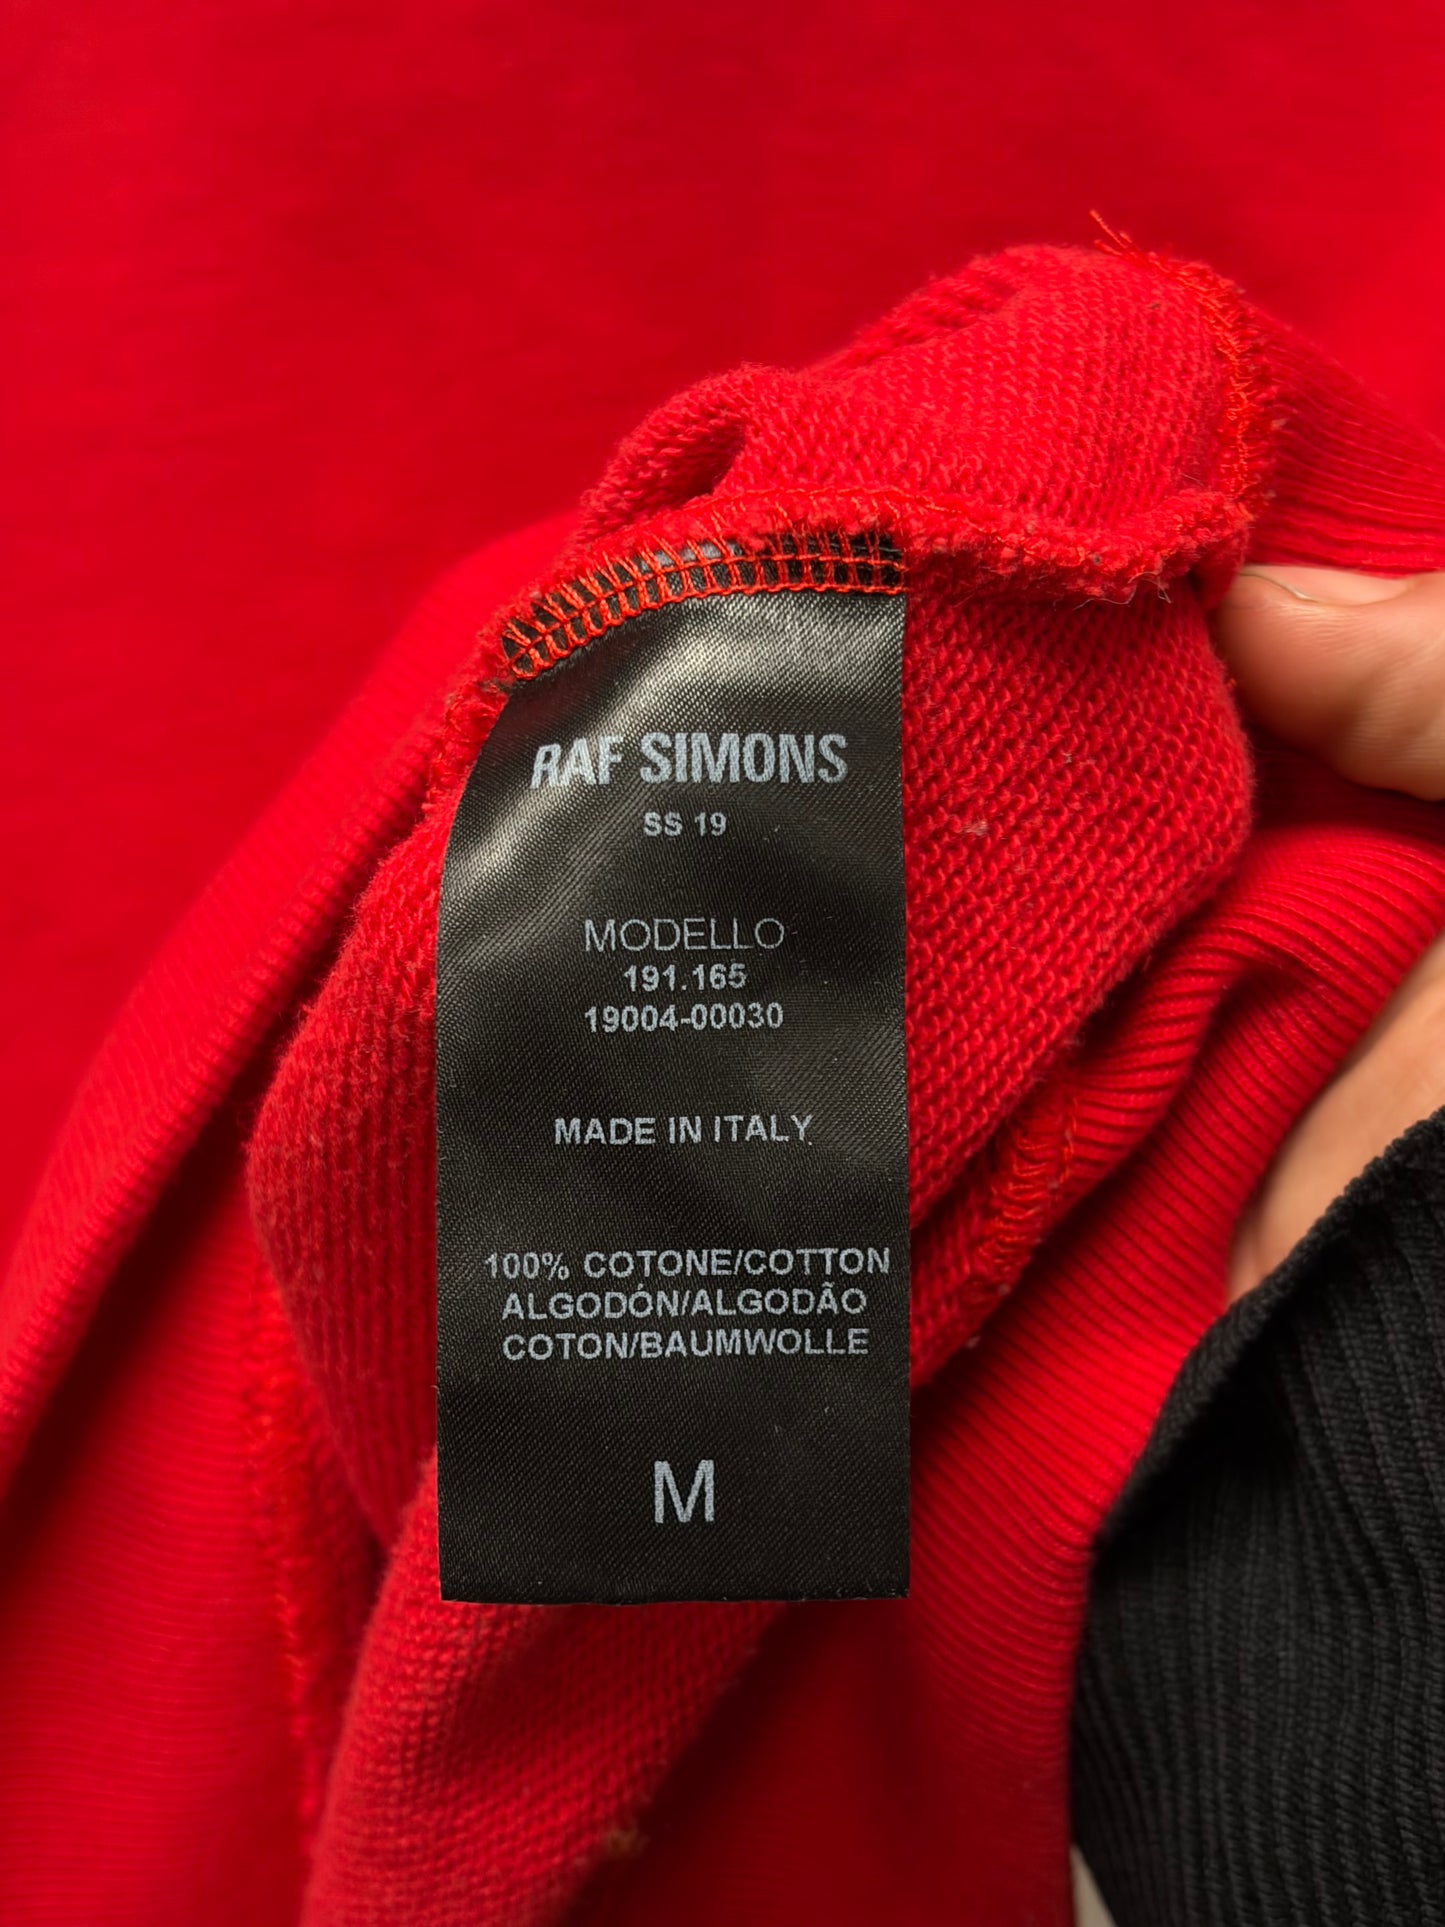 RAF SIMONS
SS 19
MODELLO
191.165
19004-00030
MADE IN ITALY
100% COTONE/COTTON
ALGODÓN/ALGODÃO
COTON/BAUMWOLLE
M